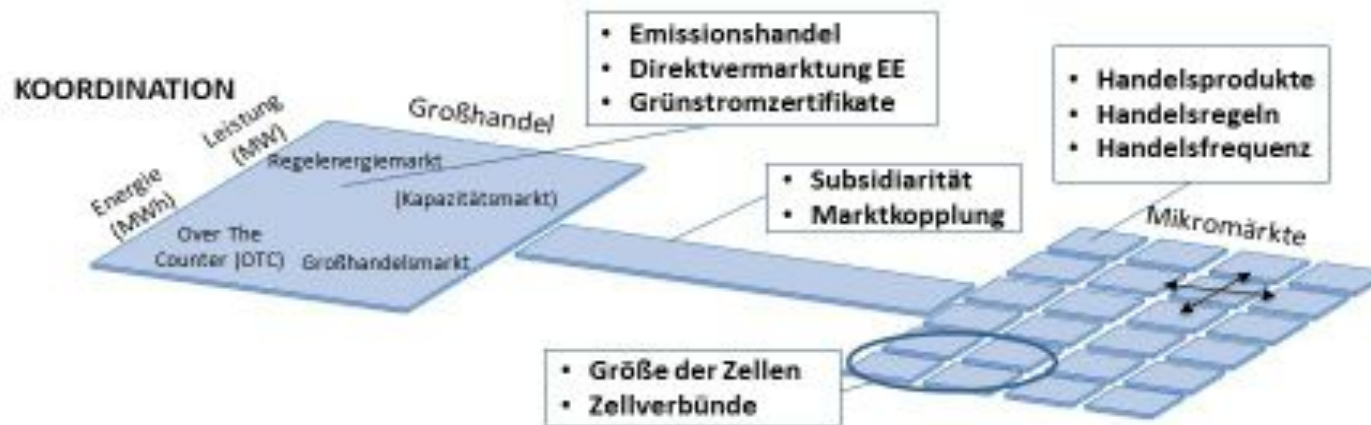 KOORDINATION
• Emissionshandel
• Direktvermarktung EE
• Grünstromzertifikate
• Handelsprodukte
• Handelsregeln
• Handelsfrequenz
Großhandel
Leistung
(MW)
Regelenergiemarkt
(Kapazitätsmarkt)
Energie
(MWh)
Over The
Counter (OTC)
Großhandelsmarkt
• Subsidiarität
• Marktkopplung
Mikromärkte
• Größe der Zellen
• Zellverbünde